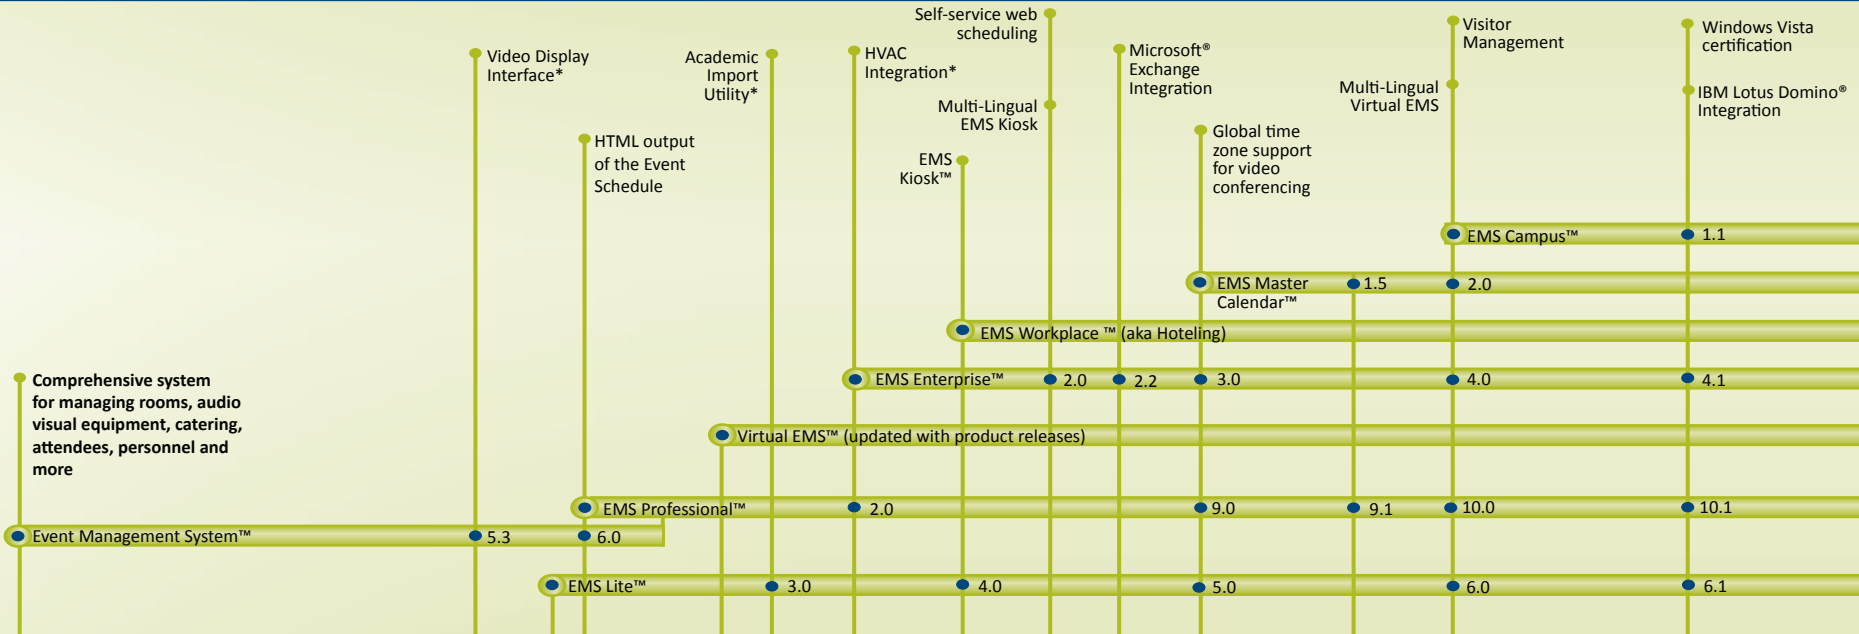 Self-service web
scheduling
Visitor
Management
Windows Vista
certification
Video Display
Interface*
Academic
Import
Utility*
HVAC
Integration*
Microsoft®
Exchange
Integration
Multi-Lingual
Virtual EMS
IBM Lotus Domino®
Integration
Multi-Lingual
EMS Kiosk
HTML output
of the Event
Schedule
EMS
Kiosk™
Global time
zone support
for video
conferencing
EMS Campus™ 1.1
EMS Master
Calendar™
1.5 2.0
EMS Workplace ™ (aka Hoteling)
Comprehensive system
for managing rooms, audio
visual equipment, catering,
attendees, personnel and
more
EMS Enterprise™ 2.0 2.2 3.0 4.0 4.1
Virtual EMS™ (updated with product releases)
EMS Professional™ 2.0 9.0 9.1 10.0 10.1
Event Management System™ 5.3 6.0
EMS Lite™ 3.0 4.0 5.0 6.0 6.1